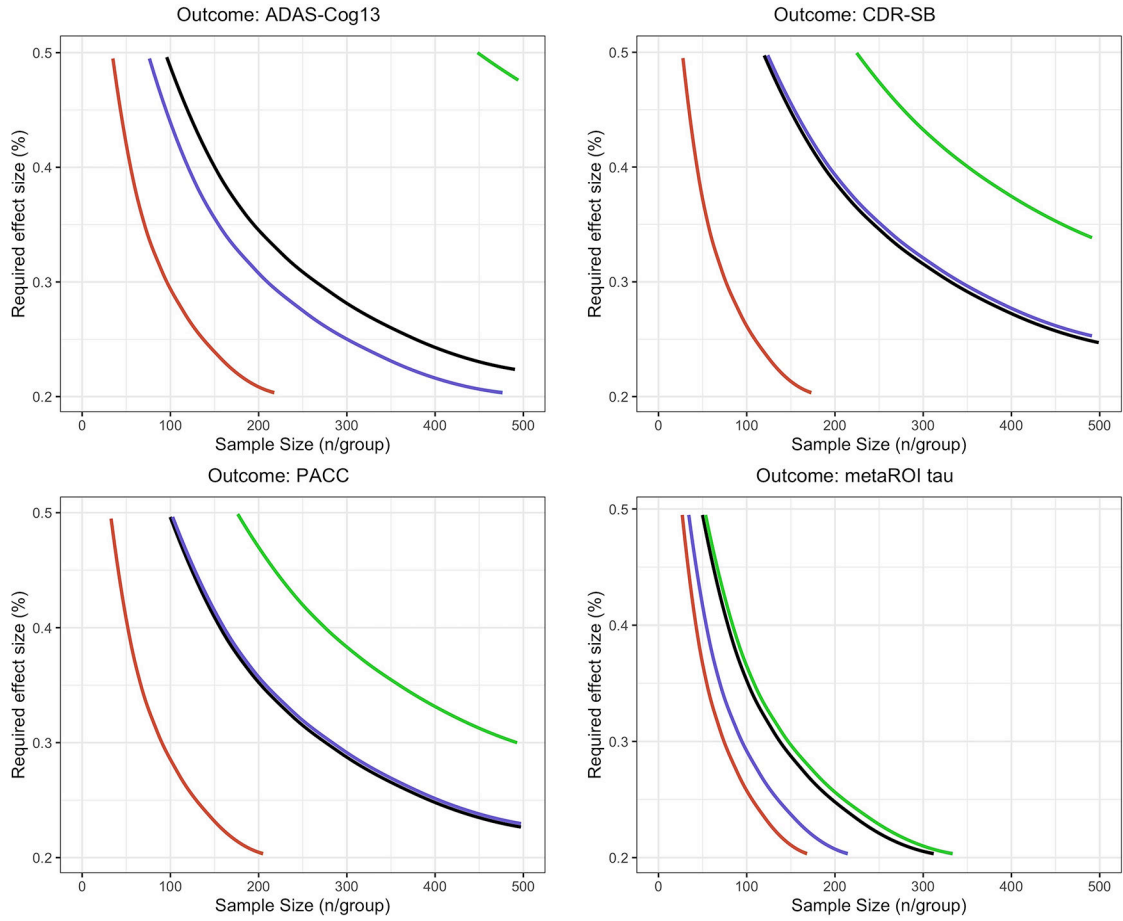 Outcome: ADAS-Cog13
Required effect size (%)
0.5
0.4
0.3
0.2
0 100 200 300 400 500
Sample Size (n/group)
Outcome: CDR-SB
Required effect size (%)
0.5
0.4
0.3
0.2
0 100 200 300 400 500
Sample Size (n/group)
Outcome: PACC
Required effect size (%)
0.5
0.4
0.3
0.2
0 100 200 300 400 500
Sample Size (n/group)
Outcome: metaROI tau
Required effect size (%)
0.5
0.4
0.3
0.2
0 100 200 300 400 500
Sample Size (n/group)